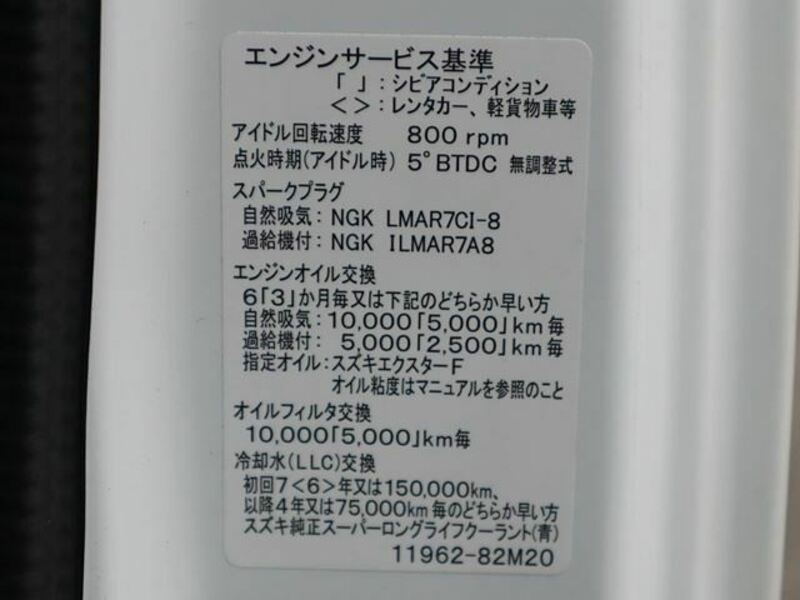 エンジンサービス基準
「 」：シビアコンディション
＜＞：レンタカー、軽貨物車等
アイドル回転速度 800 rpm
点火時期(アイドル時) 5°BTDC 無調整式
スパークプラグ
自然吸気：NGK LMAR7CI-8
過給機付：NGK ILMAR7A8
エンジンオイル交換
6「3」か月毎又は下記のどちらか早い方
自然吸気：10,000「5,000」km毎
過給機付： 5,000「2,500」km毎
指定オイル：スズキエクスターF
オイル粘度はマニュアルを参照のこと
オイルフィルタ交換
10,000「5,000」km毎
冷却水(LLC)交換
初回7＜6＞年又は150,000km、
以降4年又は75,000km毎のどちらか早い方
スズキ純正スーパーロングライフクーラント(青)
11962-82M20